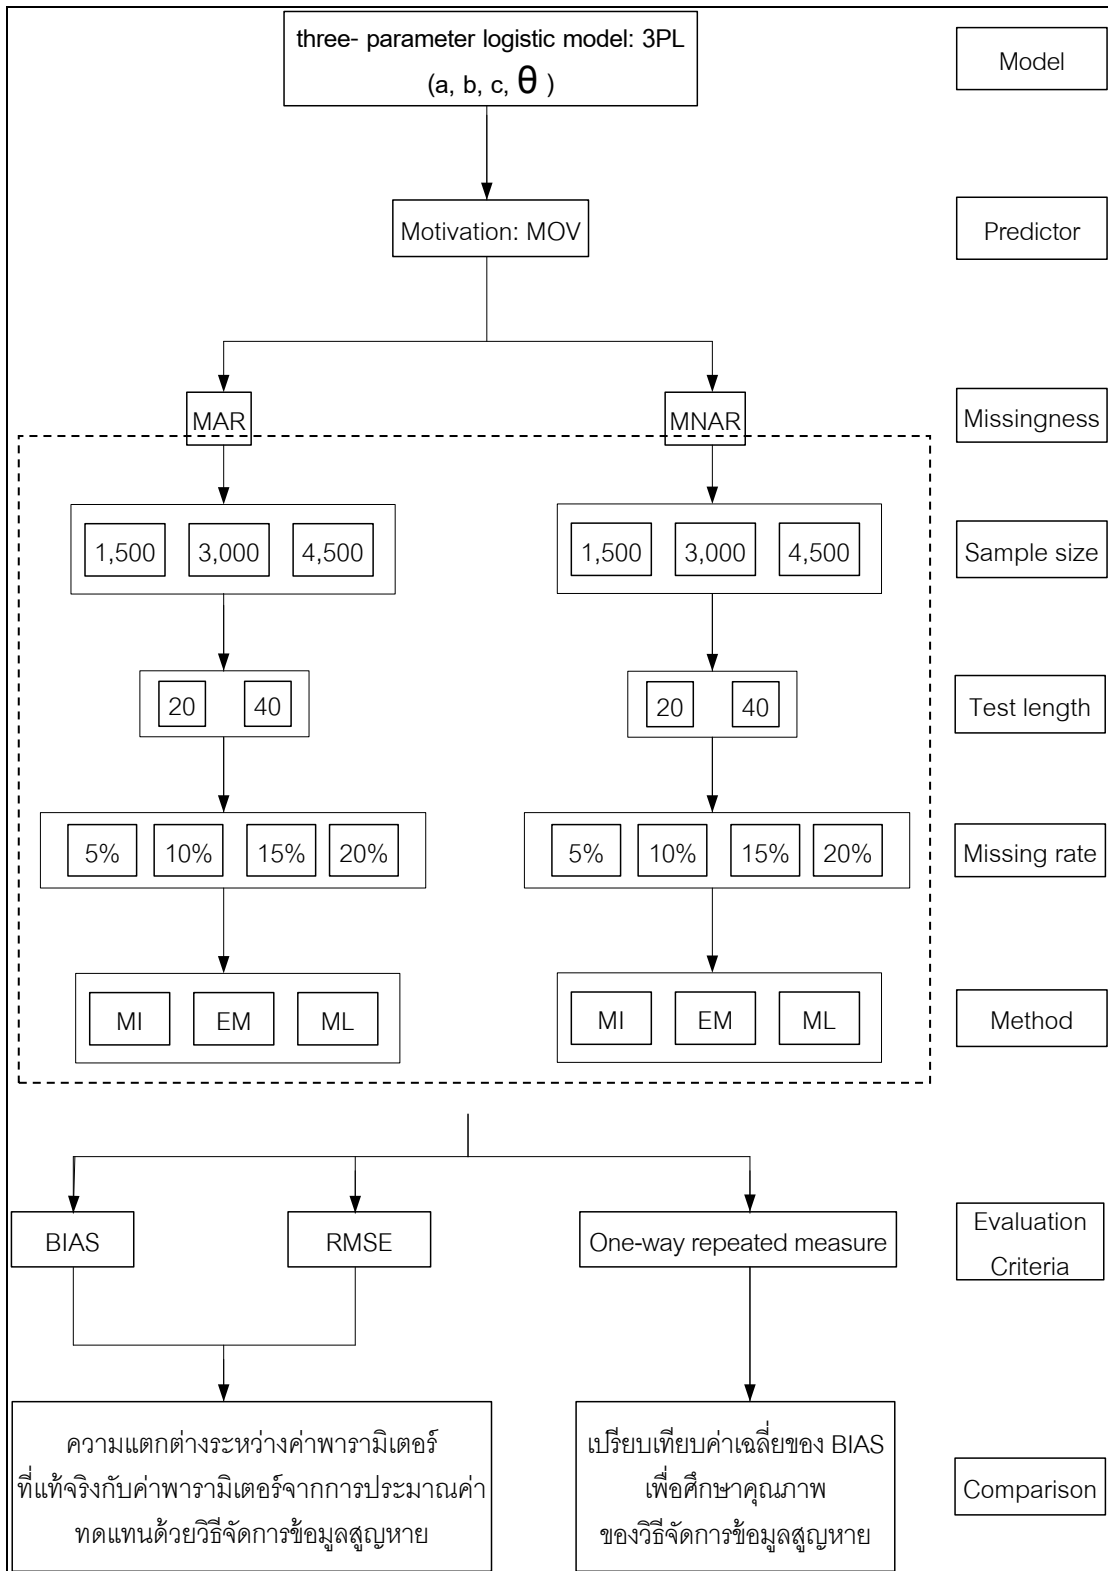 three- parameter logistic model: 3PL
(a, b, c, θ )
Model
Motivation: MOV
Predictor
MAR
MNAR
Missingness
1,500 3,000 4,500
1,500 3,000 4,500
Sample size
20 40
20 40
Test length
5% 10% 15% 20%
5% 10% 15% 20%
Missing rate
MI EM ML
MI EM ML
Method
BIAS
RMSE
One-way repeated measure
Evaluation
Criteria
ความแตกต่างระหว่างค่าพารามิเตอร์
ที่แท้จริงกับค่าพารามิเตอร์จากการประมาณค่า
ทดแทนด้วยวิธีจัดการข้อมูลสูญหาย
เปรียบเทียบค่าเฉลี่ยของ BIAS
เพื่อศึกษาคุณภาพ
ของวิธีจัดการข้อมูลสูญหาย
Comparison